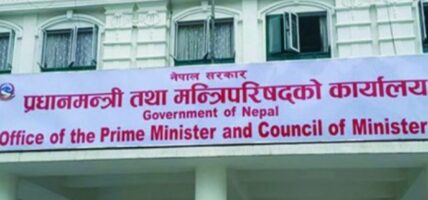 नेपाल सरकार
प्रधानमन्त्री तथा मन्त्रिपरिषद्को कार्यालय
Government of Nepal
Office of the Prime Minister and Council of Minister